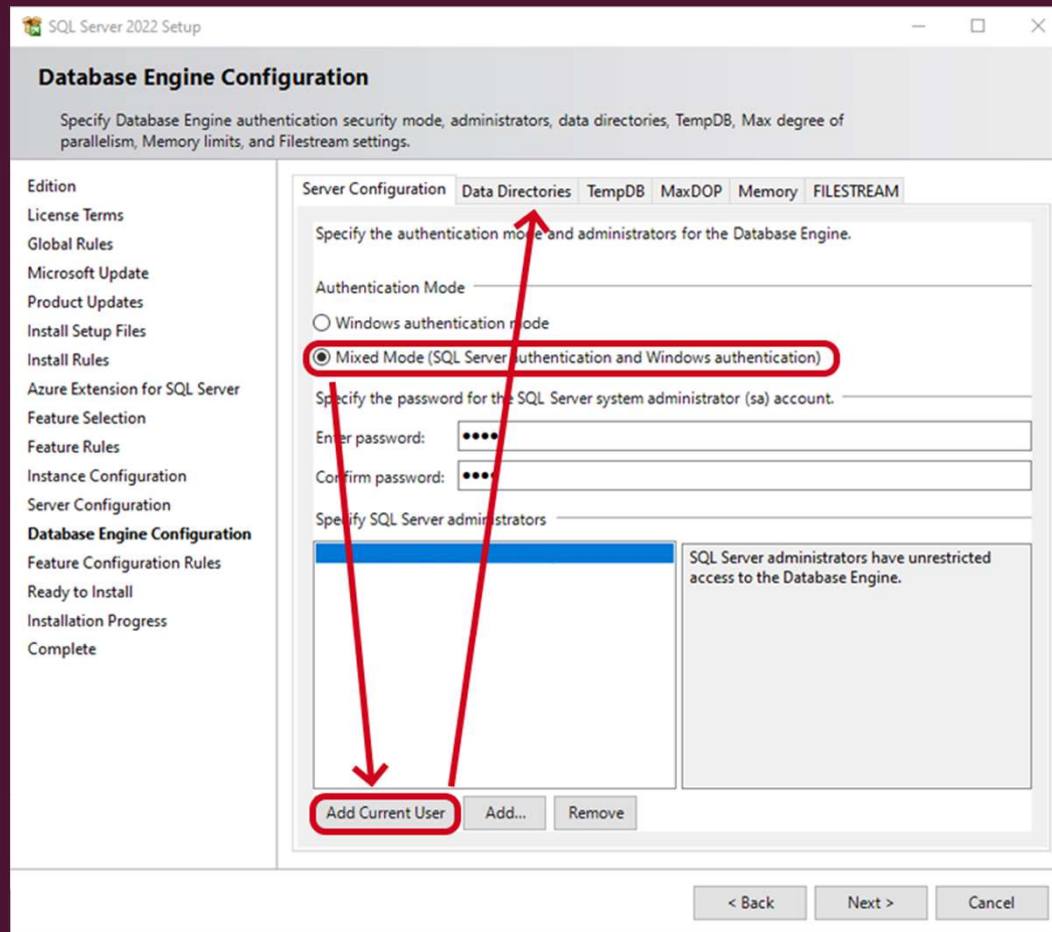 SQL Server 2022 Setup
Database Engine Configuration
Specify Database Engine authentication security mode, administrators, data directories, TempDB, Max degree of
parallelism, Memory limits, and Filestream settings.
Edition
License Terms
Global Rules
Microsoft Update
Product Updates
Install Setup Files
Install Rules
Azure Extension for SQL Server
Feature Selection
Feature Rules
Instance Configuration
Server Configuration
Database Engine Configuration
Feature Configuration Rules
Ready to Install
Installation Progress
Complete
Server Configuration Data Directories TempDB MaxDOP Memory FILESTREAM
Specify the authentication mode and administrators for the Database Engine.
Authentication Mode
Windows authentication mode
Mixed Mode (SQL Server authentication and Windows authentication)
Specify the password for the SQL Server system administrator (sa) account.
Enter password: ••••
Confirm password: ••••
Specify SQL Server administrators
SQL Server administrators have unrestricted
access to the Database Engine.
Add Current User Add... Remove
< Back Next > Cancel